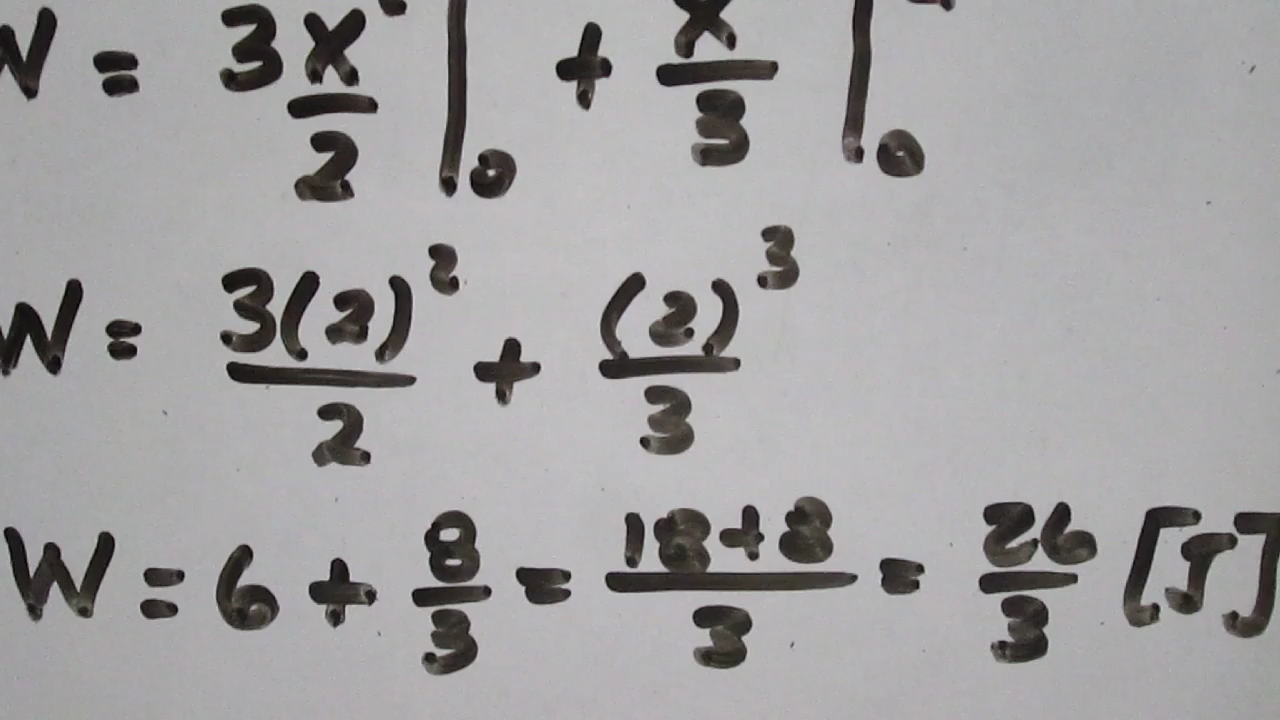 W = 3x/2 |₀ + x/3 |₀
W = 3(2)²/2 + (2)³/3
W = 6 + 8/3 = 18+8/3 = 26/3 [J]